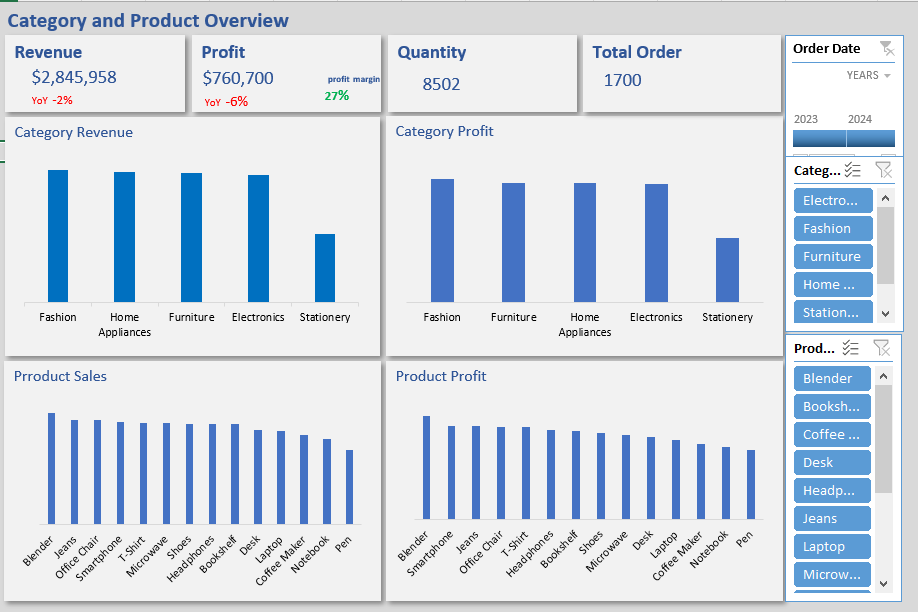 Category and Product Overview
Revenue
$2,845,958
YoY -2%
Profit
$760,700
YoY -6%
profit margin
27%
Quantity
8502
Total Order
1700
Order Date
YEARS
2023 2024
Category Revenue
Fashion Home Appliances Furniture Electronics Stationery
Category Profit
Fashion Home Appliances Furniture Electronics Stationery
Categ...
Electro...
Fashion
Furniture
Home ...
Station...
Prroduct Sales
Blender Jeans Office Chair Smartphone T-Shirt Microwave Shoes Headphones Bookshelf Desk Laptop Coffee Maker Notebook Pen
Product Profit
Blender Smartphone Jeans Office Chair T-Shirt Headphones Bookshelf Shoes Microwave Desk Laptop Coffee Maker Notebook Pen
Prod...
Blender
Booksh...
Coffee ...
Desk
Headp...
Jeans
Laptop
Microw...